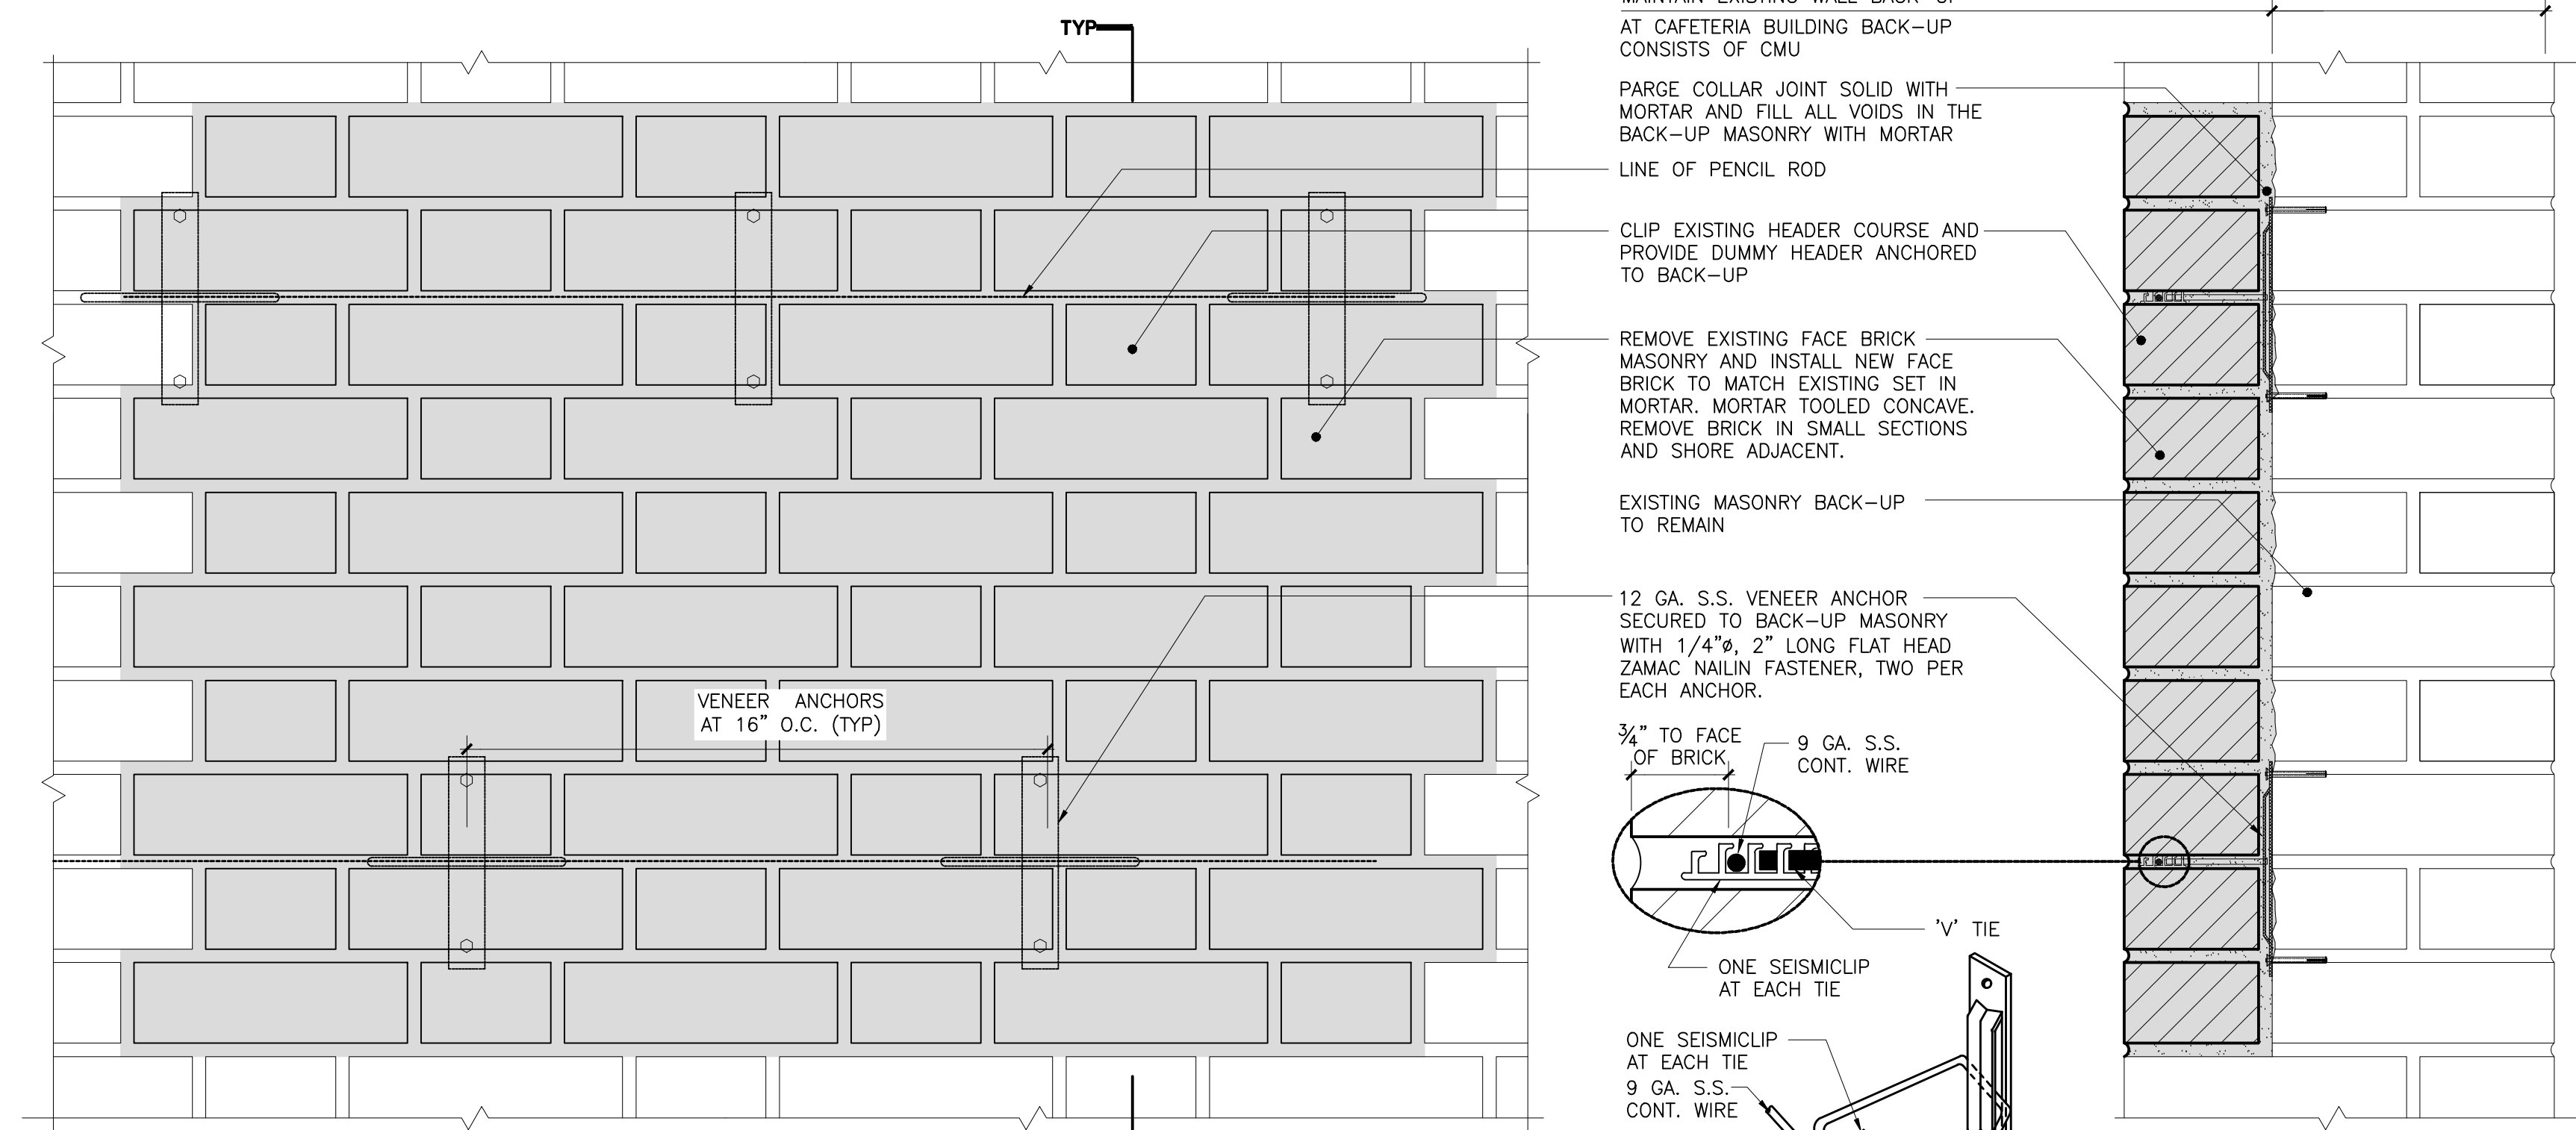 TYP
MAINTAIN EXISTING WALL BACK-UP
AT CAFETERIA BUILDING BACK-UP
CONSISTS OF CMU
PARGE COLLAR JOINT SOLID WITH
MORTAR AND FILL ALL VOIDS IN THE
BACK-UP MASONRY WITH MORTAR
LINE OF PENCIL ROD
CLIP EXISTING HEADER COURSE AND
PROVIDE DUMMY HEADER ANCHORED
TO BACK-UP
REMOVE EXISTING FACE BRICK
MASONRY AND INSTALL NEW FACE
BRICK TO MATCH EXISTING SET IN
MORTAR. MORTAR TOOLED CONCAVE.
REMOVE BRICK IN SMALL SECTIONS
AND SHORE ADJACENT.
EXISTING MASONRY BACK-UP
TO REMAIN
12 GA. S.S. VENEER ANCHOR
SECURED TO BACK-UP MASONRY
WITH 1/4"ø, 2" LONG FLAT HEAD
ZAMAC NAILIN FASTENER, TWO PER
EACH ANCHOR.
VENEER ANCHORS
AT 16" O.C. (TYP)
¾" TO FACE
OF BRICK
9 GA. S.S.
CONT. WIRE
'V' TIE
ONE SEISMICLIP
AT EACH TIE
ONE SEISMICLIP
AT EACH TIE
9 GA. S.S.
CONT. WIRE